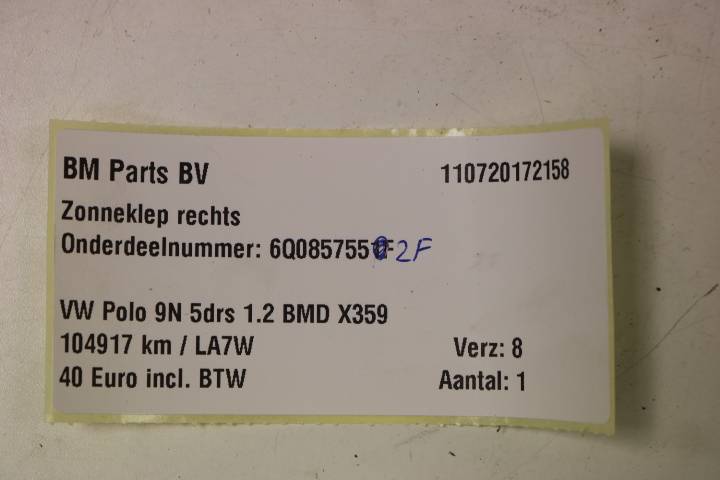 BM Parts BV 110720172158
Zonneklep rechts
Onderdeelnummer: 6Q0857551F 2F
VW Polo 9N 5drs 1.2 BMD X359
104917 km / LA7W Verz: 8
40 Euro incl. BTW Aantal: 1